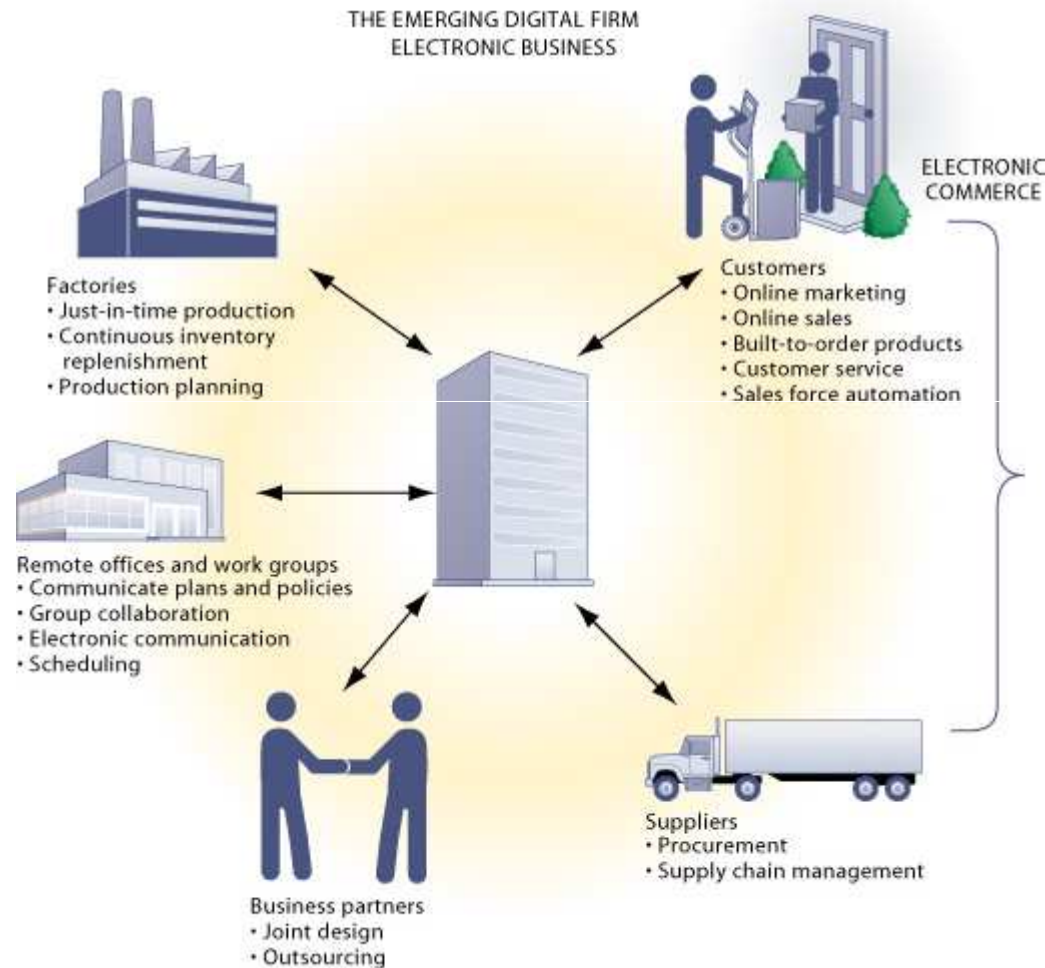 THE EMERGING DIGITAL FIRM
ELECTRONIC BUSINESS
ELECTRONIC
COMMERCE
Factories
• Just-in-time production
• Continuous inventory
replenishment
• Production planning
Customers
• Online marketing
• Online sales
• Built-to-order products
• Customer service
• Sales force automation
Remote offices and work groups
• Communicate plans and policies
• Group collaboration
• Electronic communication
• Scheduling
Business partners
• Joint design
• Outsourcing
Suppliers
• Procurement
• Supply chain management